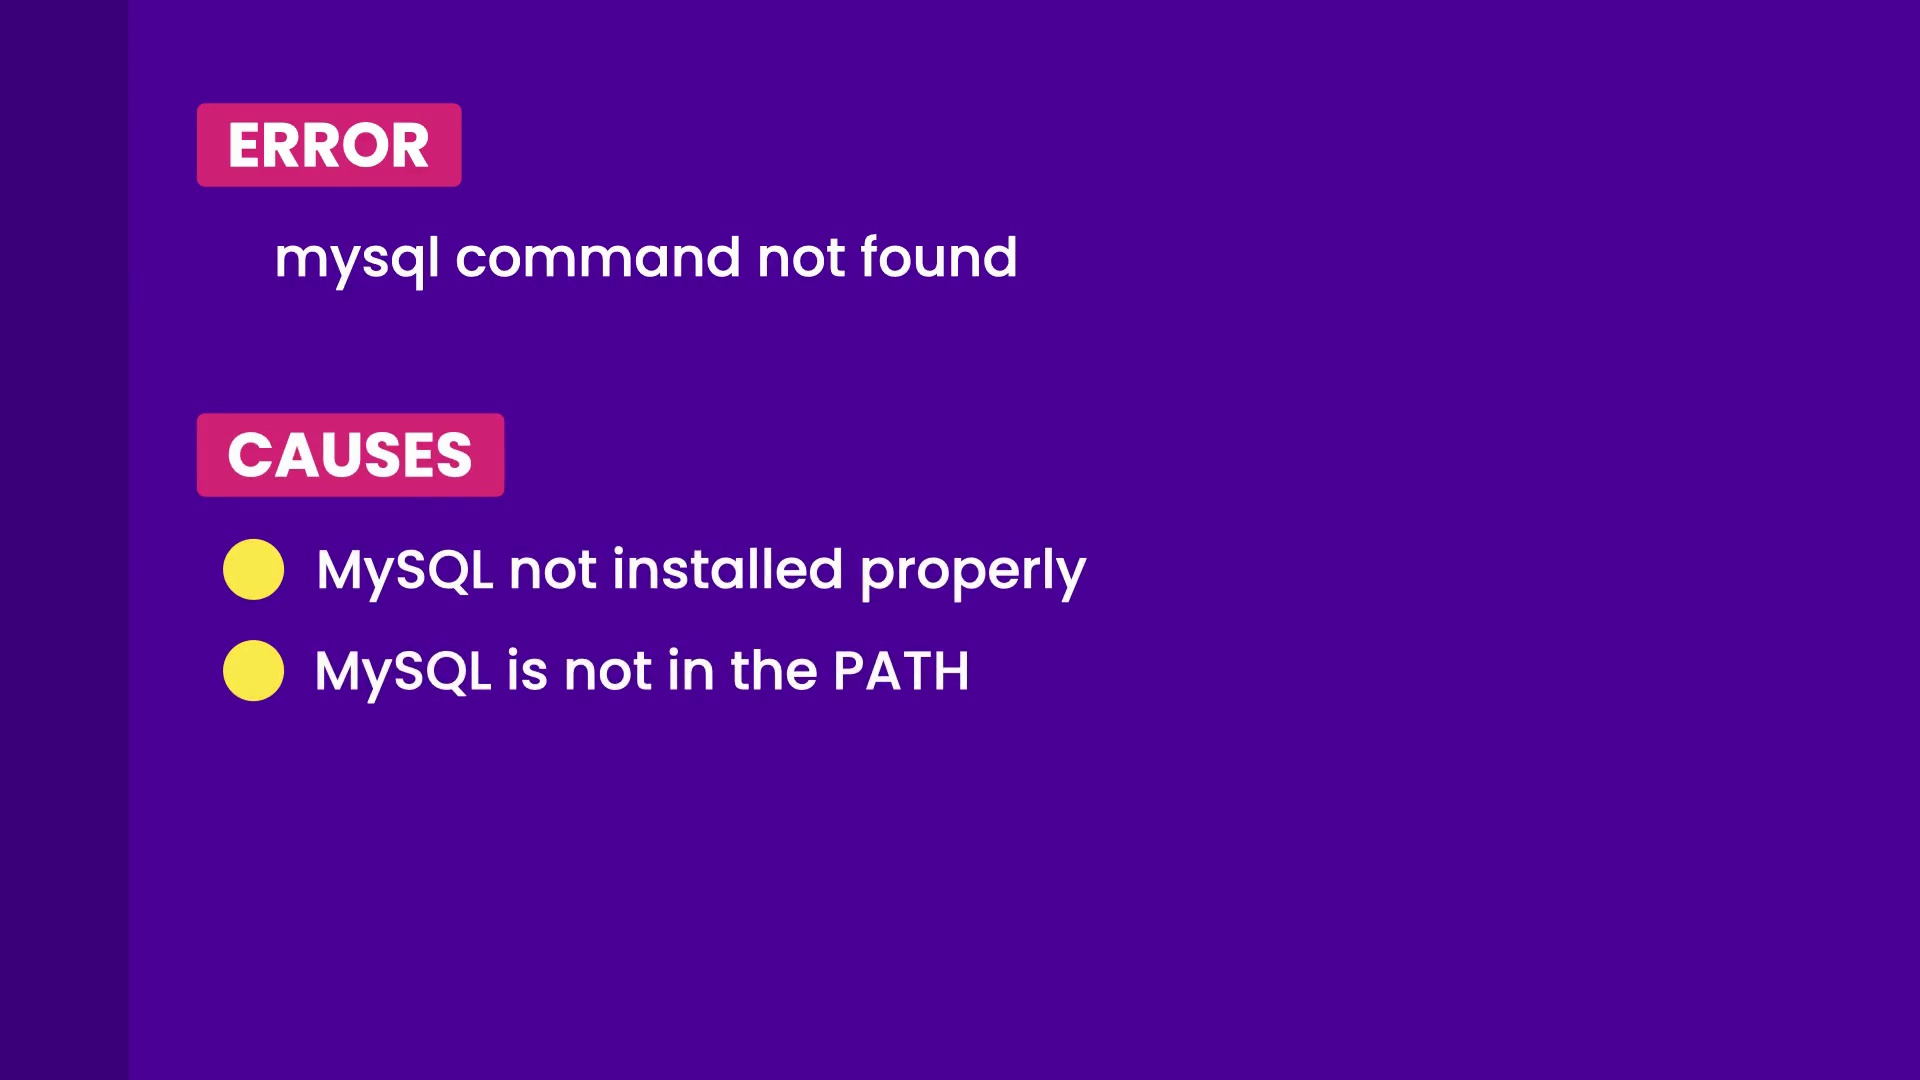 ERROR
mysql command not found
CAUSES
MySQL not installed properly
MySQL is not in the PATH